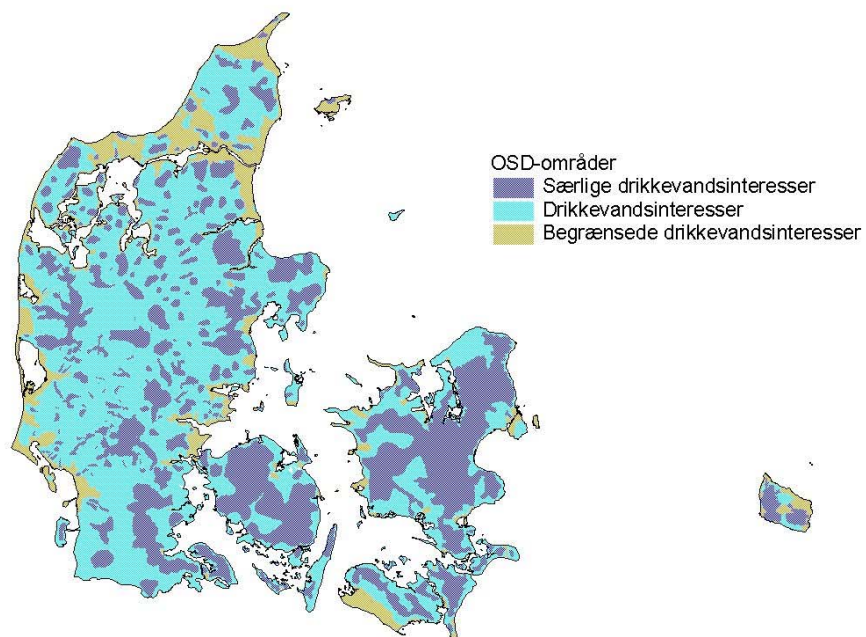 OSD-områder
Særlige drikkevandsinteresser
Drikkevandsinteresser
Begrænsede drikkevandsinteresser